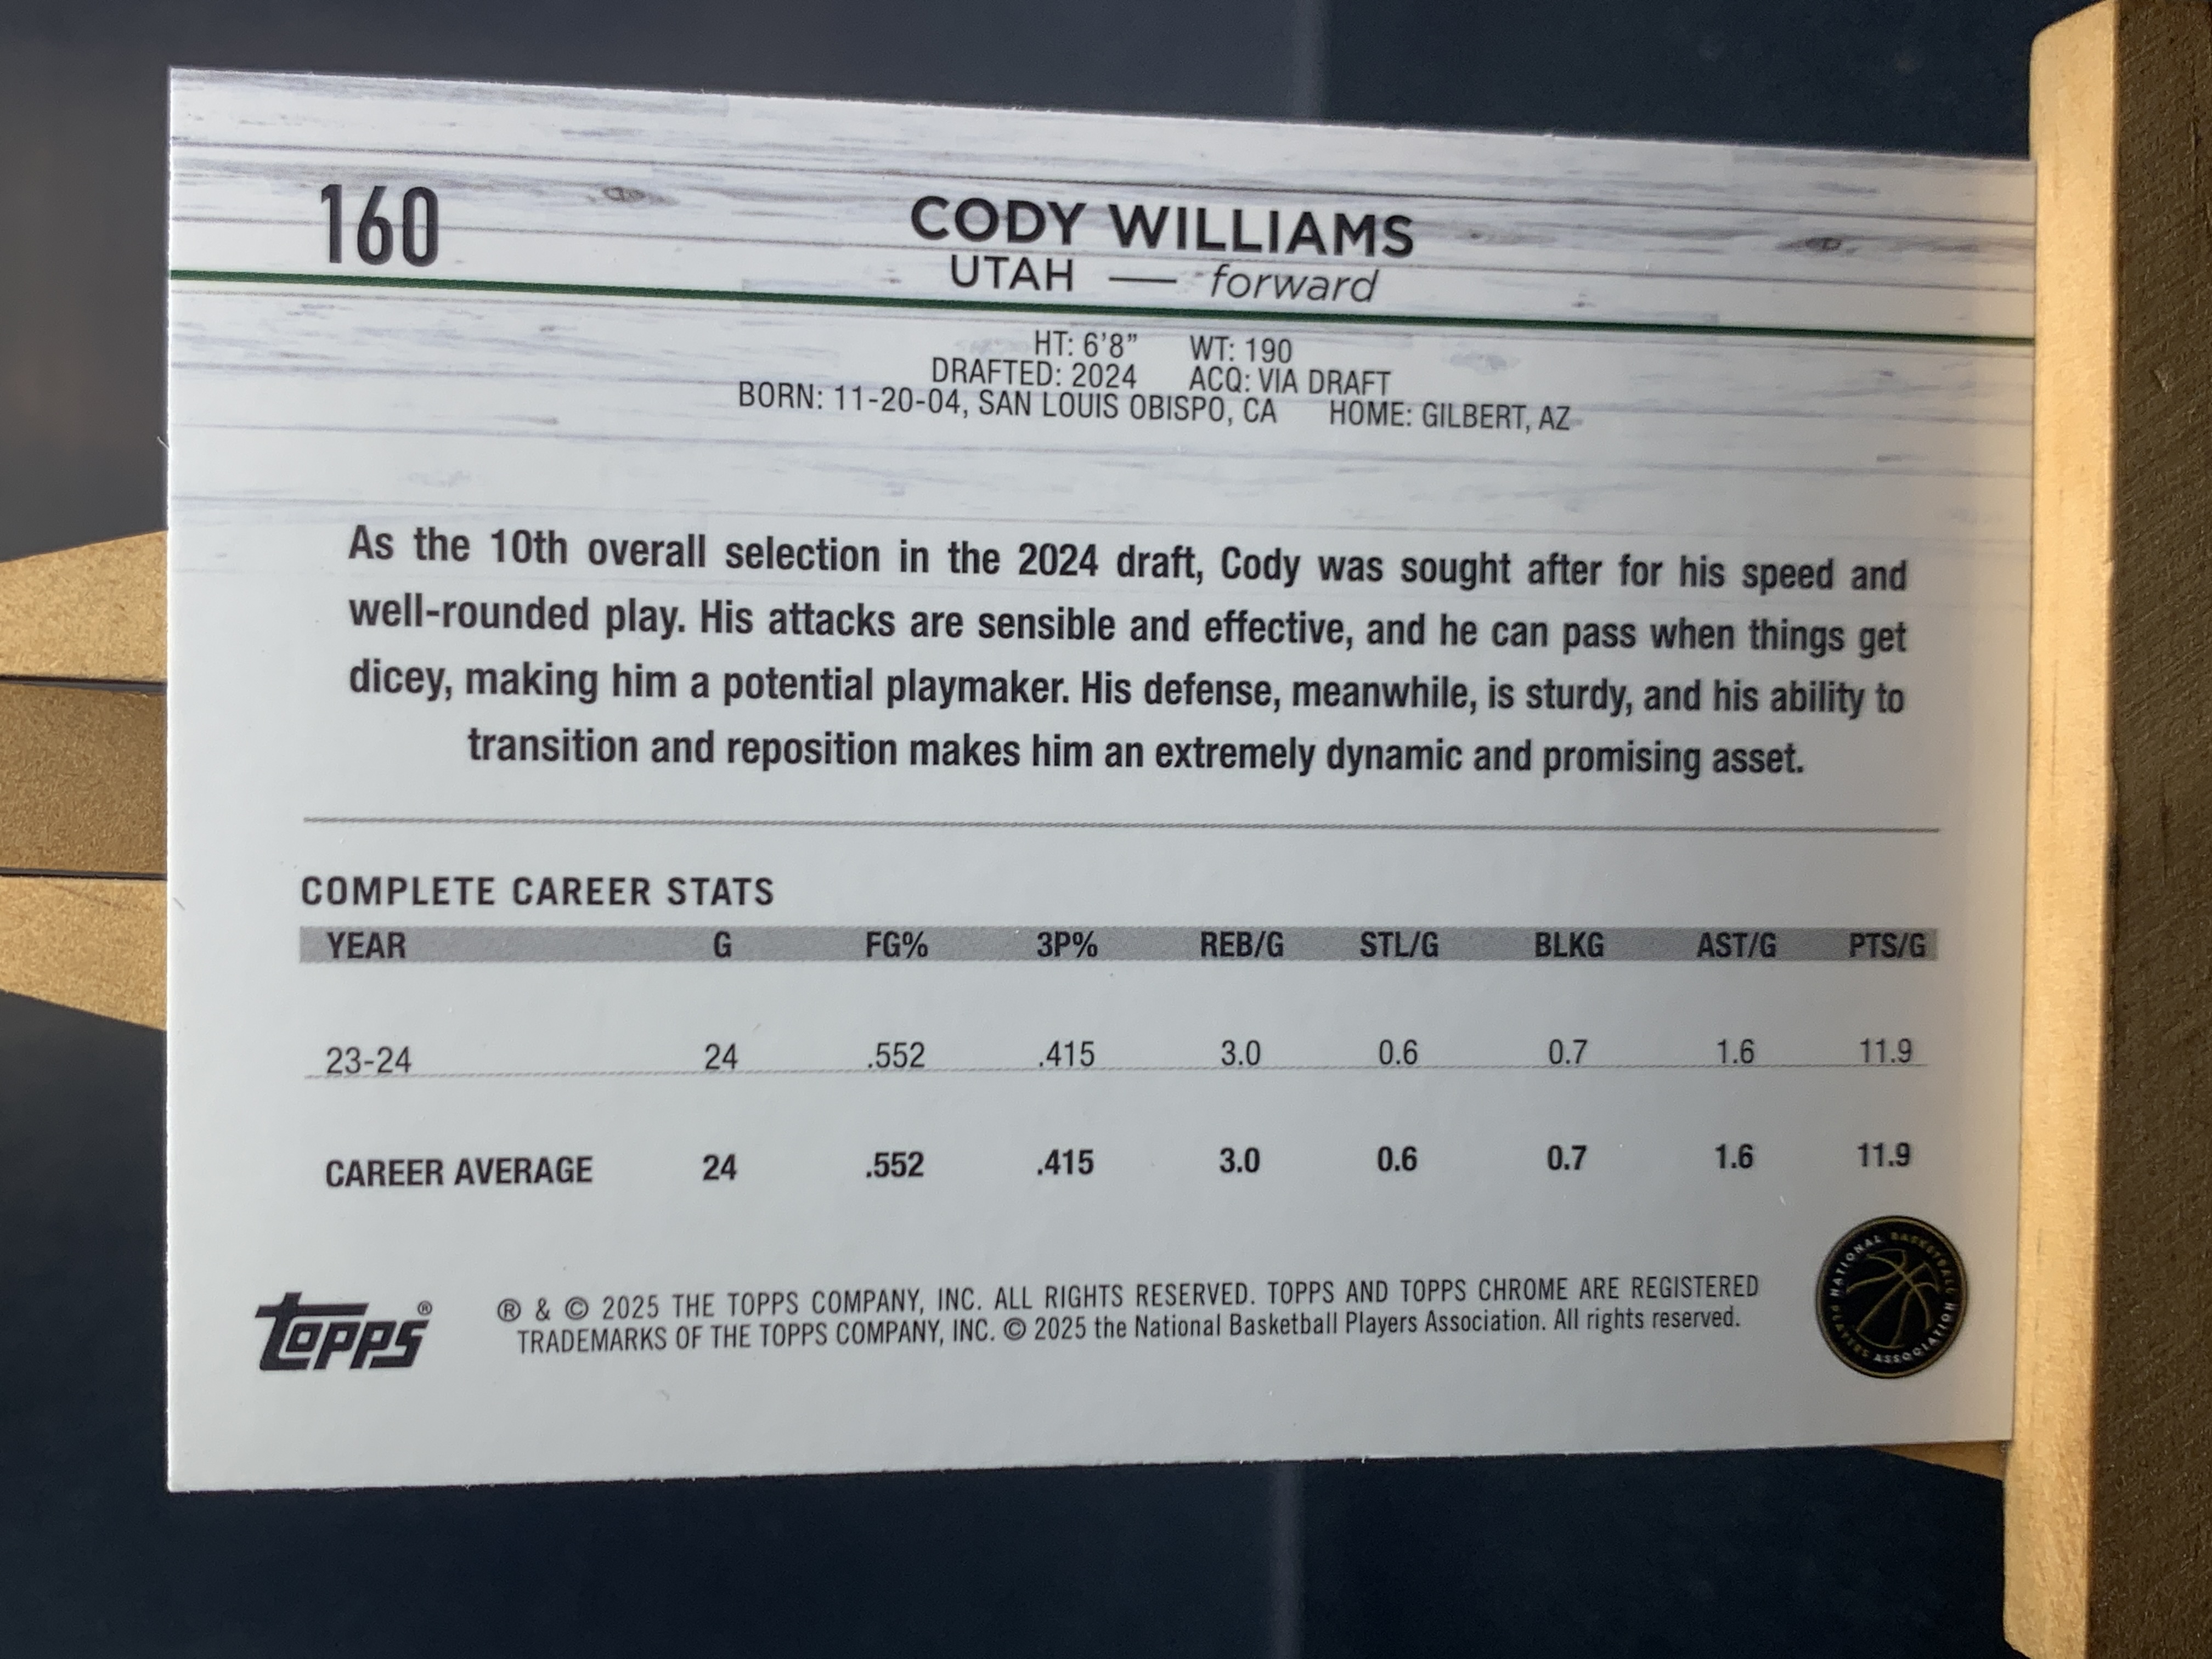 160
CODY WILLIAMS
UTAH — forward
HT: 6'8" WT: 190
DRAFTED: 2024 ACQ: VIA DRAFT
BORN: 11-20-04, SAN LOUIS OBISPO, CA HOME: GILBERT, AZ
As the 10th overall selection in the 2024 draft, Cody was sought after for his speed and
well-rounded play. His attacks are sensible and effective, and he can pass when things get
dicey, making him a potential playmaker. His defense, meanwhile, is sturdy, and his ability to
transition and reposition makes him an extremely dynamic and promising asset.
COMPLETE CAREER STATS
YEAR G FG% 3P% REB/G STL/G BLKG AST/G PTS/G
23-24 24 .552 .415 3.0 0.6 0.7 1.6 11.9
CAREER AVERAGE 24 .552 .415 3.0 0.6 0.7 1.6 11.9
TOPPS®
® & © 2025 THE TOPPS COMPANY, INC. ALL RIGHTS RESERVED. TOPPS AND TOPPS CHROME ARE REGISTERED
TRADEMARKS OF THE TOPPS COMPANY, INC. © 2025 the National Basketball Players Association. All rights reserved.
NATIONAL BASKETBALL PLAYERS ASSOCIATION